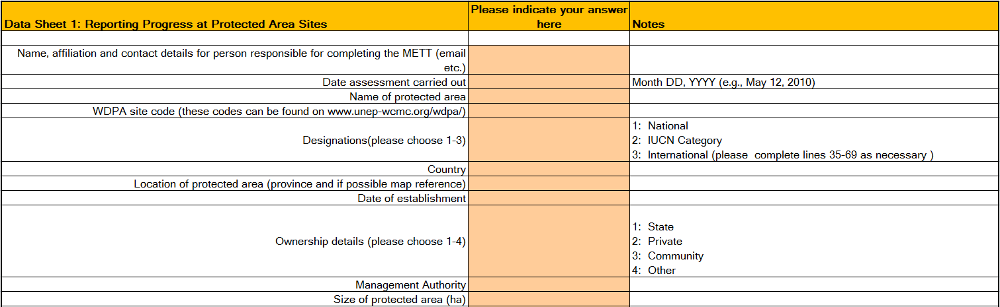 Data Sheet 1: Reporting Progress at Protected Area Sites
Please indicate your answer
here
Notes
Name, affiliation and contact details for person responsible for completing the METT (email
etc.)
Date assessment carried out
Month DD, YYYY (e.g., May 12, 2010)
Name of protected area
WDPA site code (these codes can be found on www.unep-wcmc.org/wdpa/)
Designations(please choose 1-3)
1:  National
2:  IUCN Category
3:  International (please  complete lines 35-69 as necessary )
Country
Location of protected area (province and if possible map reference)
Date of establishment
Ownership details (please choose 1-4)
1:  State
2:  Private
3:  Community
4:  Other
Management Authority
Size of protected area (ha)